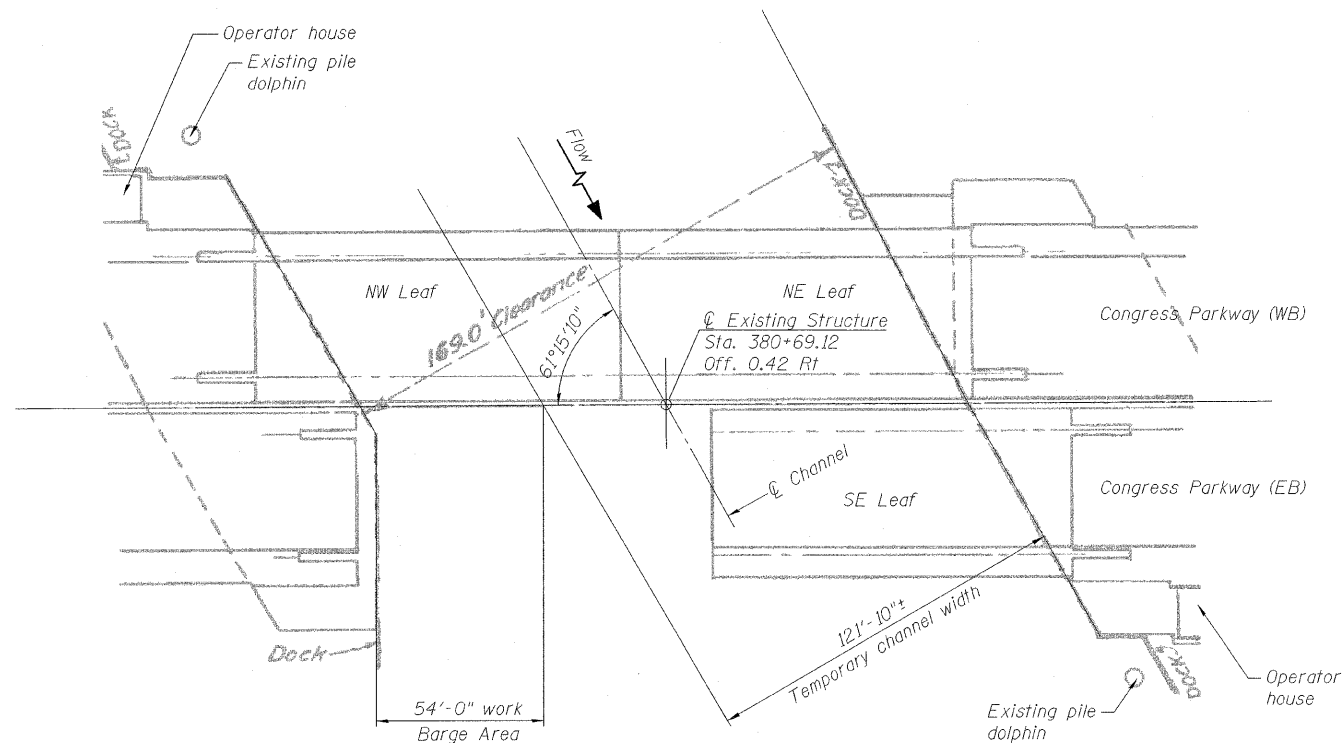 Operator house
Existing pile
dolphin
DOCK
Flow
DOCK
NW Leaf
NE Leaf
169.0' Clearance
61°15'10"
℄ Existing Structure
Sta. 380+69.12
Off. 0.42 Rt
Congress Parkway (WB)
℄ Channel
SE Leaf
Congress Parkway (EB)
121'-10"±
Temporary channel width
Dock
DOCK
54'-0" work
Barge Area
Existing pile
dolphin
Operator
house